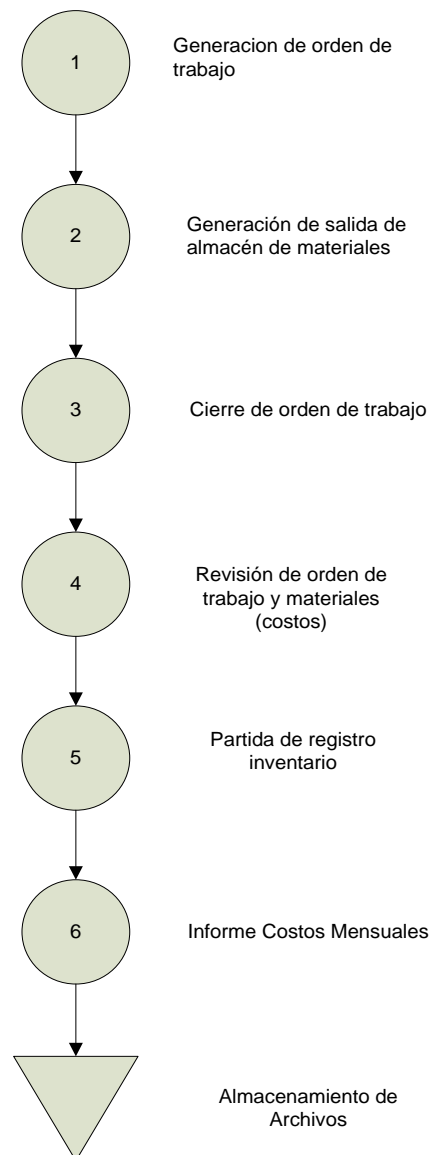 1
Generacion de orden de
trabajo
2
Generación de salida de
almacén de materiales
3
Cierre de orden de trabajo
4
Revisión de orden de
trabajo y materiales
(costos)
5
Partida de registro
inventario
6
Informe Costos Mensuales
Almacenamiento de
Archivos